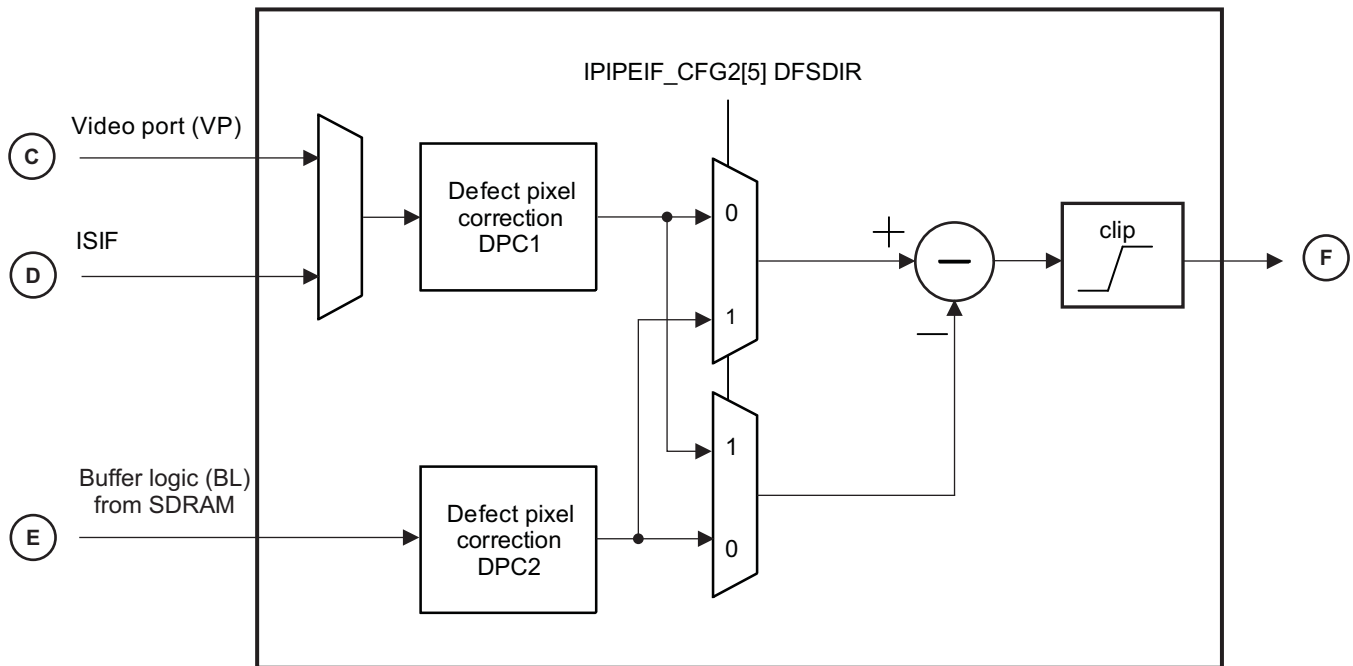 IPIPEIF_CFG2[5] DFSDIR
Video port (VP)
C
ISIF
D
Defect pixel
correction
DPC1
0
1
+
−
−
clip
F
Buffer logic (BL)
from SDRAM
E
Defect pixel
correction
DPC2
1
0